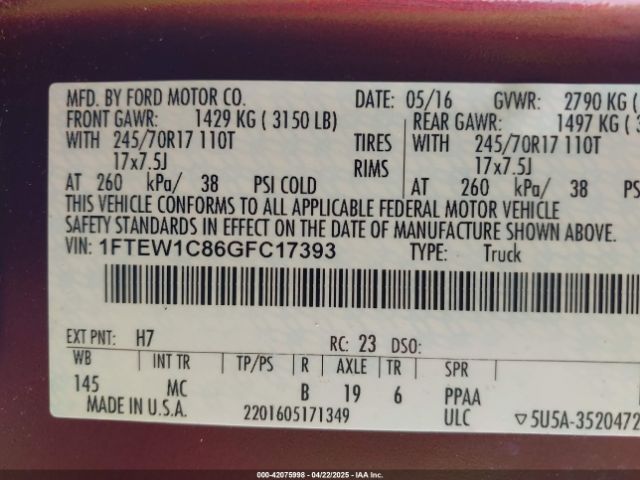 MFD. BY FORD MOTOR CO. DATE: 05/16 GVWR: 2790 KG (
FRONT GAWR: 1429 KG ( 3150 LB) REAR GAWR: 1497 KG (
WITH 245/70R17 110T TIRES WITH 245/70R17 110T
17x7.5J RIMS 17x7.5J
AT 260 kPa/ 38 PSI COLD AT 260 kPa/ 38
THIS VEHICLE CONFORMS TO ALL APPLICABLE FEDERAL MOTOR VEHICLE
SAFETY STANDARDS IN EFFECT ON THE DATE OF MANUFACTURE SHOWN ABOVE.
VIN: 1FTEW1C86GFC17393 TYPE: Truck
EXT PNT: H7 RC: 23 DSO:
WB INT TR TP/PS R AXLE TR SPR
145 MC B 19 6 PPAA
MADE IN U.S.A. 2201605171349 ULC ▽5U5A-3520472
000-42075998 - 04/22/2025 - IAAI.COM